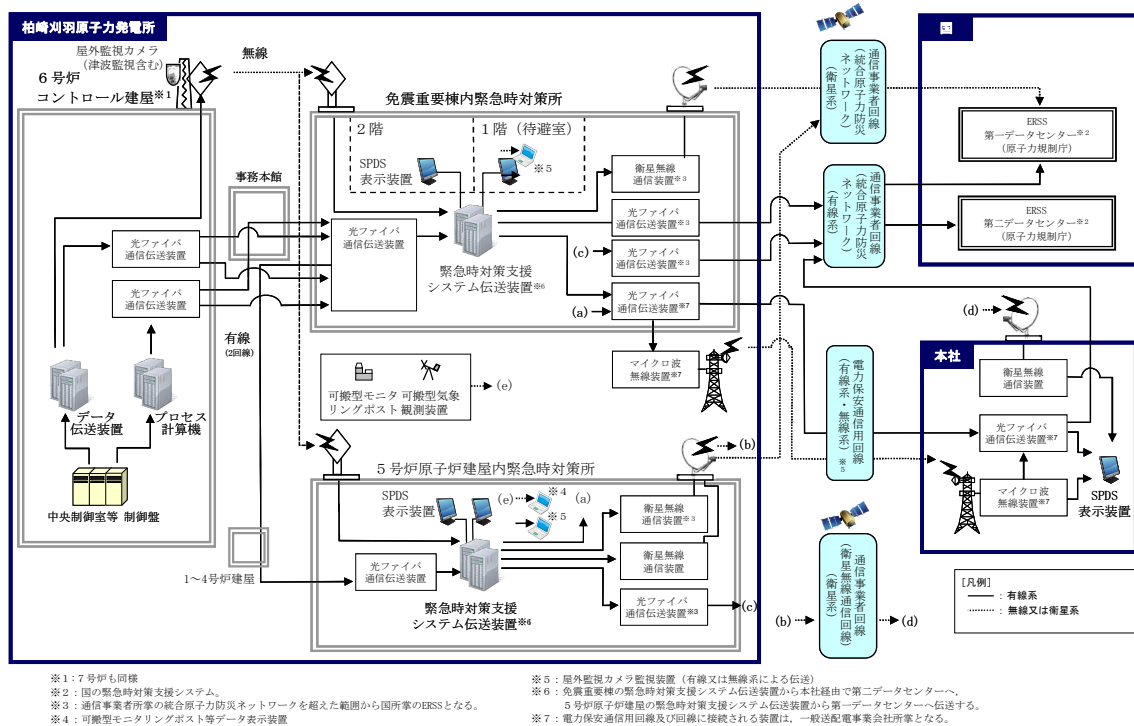 柏崎刈羽原子力発電所
屋外監視カメラ
(津波監視含む)
無線
6号炉
コントロール建屋※1
免震重要棟内緊急時対策所
2階
1階（待避室）
SPDS
表示装置
※5
衛星無線
通信装置※3
事務本館
光ファイバ
通信伝送装置
光ファイバ
通信伝送装置
光ファイバ
通信伝送装置
光ファイバ
通信伝送装置※3
(c)
光ファイバ
通信伝送装置※3
緊急時対策支援
システム伝送装置※6
(a)
光ファイバ
通信伝送装置※7
有線
(2回線)
マイクロ波
無線装置※7
可搬型モニタ
リングポスト
可搬型気象
観測装置
(e)
データ
伝送装置
プロセス
計算機
中央制御室等 制御盤
5号炉原子炉建屋内緊急時対策所
(b)
SPDS
表示装置
(e)
※4
※5
(a)
衛星無線
通信装置※3
衛星無線
通信装置
光ファイバ
通信伝送装置
光ファイバ
通信伝送装置※3
(c)
緊急時対策支援
システム伝送装置※6
1～4号炉建屋
通信事業者回線
(統合原子力防災
ネットワーク)
(衛星系)
通信事業者回線
(統合原子力防災
ネットワーク)
(有線系)
電力保安通信用回線
(有線系・無線系)
※5
通信事業者回線
(衛星無線通信回線)
(衛星系)
(b)
(d)
国
ERSS
第一データセンター※2
(原子力規制庁)
ERSS
第二データセンター※2
(原子力規制庁)
(d)
本社
衛星無線
通信装置
光ファイバ
通信伝送装置※7
マイクロ波
無線装置※7
SPDS
表示装置
[凡例]
：有線系
：無線又は衛星系
※1：7号炉も同様
※2：国の緊急時対策支援システム。
※3：通信事業者所掌の統合原子力防災ネットワークを超えた範囲から国所掌のERSSとなる。
※4：可搬型モニタリングポスト等データ表示装置
※5：屋外監視カメラ監視装置（有線又は無線系による伝送）
※6：免震重要棟の緊急時対策支援システム伝送装置から本社経由で第二データセンターへ，
5号炉原子炉建屋の緊急時対策支援システム伝送装置から第一データセンターへ伝送する。
※7：電力保安通信用回線及び回線に接続される装置は，一般送配電事業会社所掌となる。